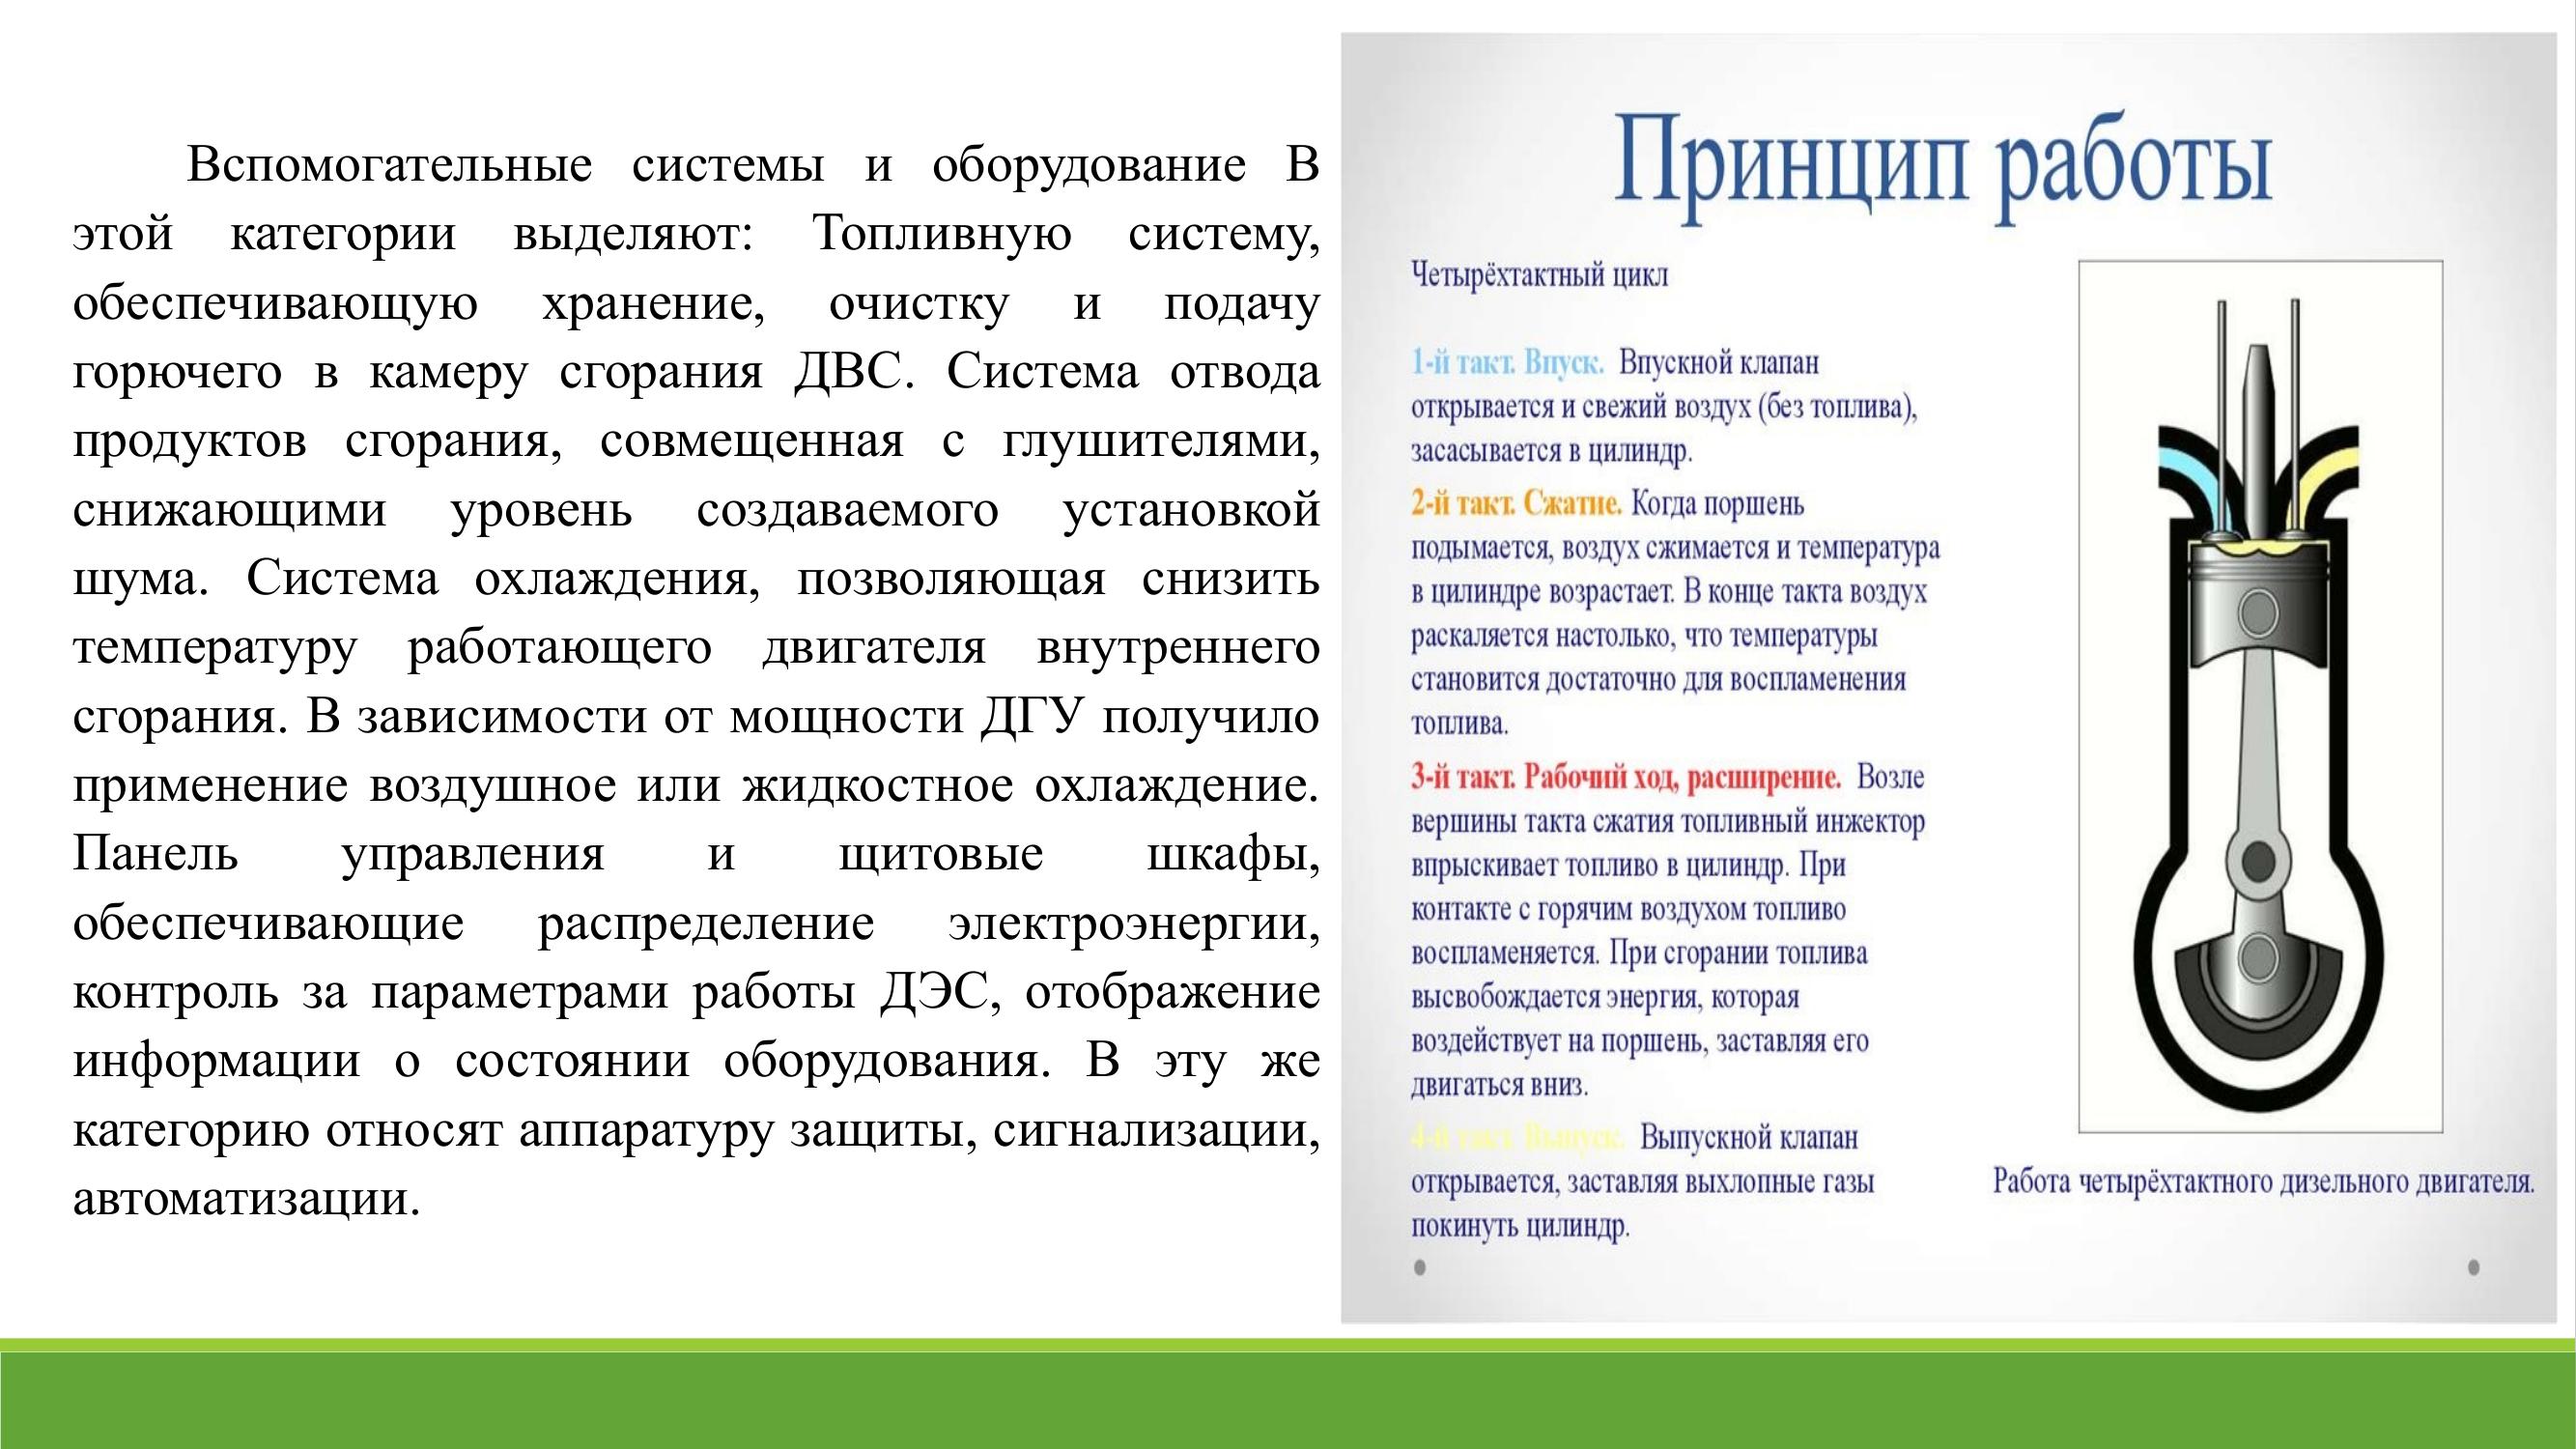 Вспомогательные системы и оборудование В
этой категории выделяют: Топливную систему,
обеспечивающую хранение, очистку и подачу
горючего в камеру сгорания ДВС. Система отвода
продуктов сгорания, совмещенная с глушителями,
снижающими уровень создаваемого установкой
шума. Система охлаждения, позволяющая снизить
температуру работающего двигателя внутреннего
сгорания. В зависимости от мощности ДГУ получило
применение воздушное или жидкостное охлаждение.
Панель управления и щитовые шкафы,
обеспечивающие распределение электроэнергии,
контроль за параметрами работы ДЭС, отображение
информации о состоянии оборудования. В эту же
категорию относят аппаратуру защиты, сигнализации,
автоматизации.
Принцип работы
Четырёхтактный цикл
1-й такт. Впуск. Впускной клапан
открывается и свежий воздух (без топлива),
засасывается в цилиндр.
2-й такт. Сжатие. Когда поршень
подымается, воздух сжимается и температура
в цилиндре возрастает. В конце такта воздух
раскаляется настолько, что температуры
становится достаточно для воспламенения
топлива.
3-й такт. Рабочий ход, расширение. Возле
вершины такта сжатия топливный инжектор
впрыскивает топливо в цилиндр. При
контакте с горячим воздухом топливо
воспламеняется. При сгорании топлива
высвобождается энергия, которая
воздействует на поршень, заставляя его
двигаться вниз.
4-й такт. Выпуск. Выпускной клапан
открывается, заставляя выхлопные газы
покинуть цилиндр.
Работа четырёхтактного дизельного двигателя.